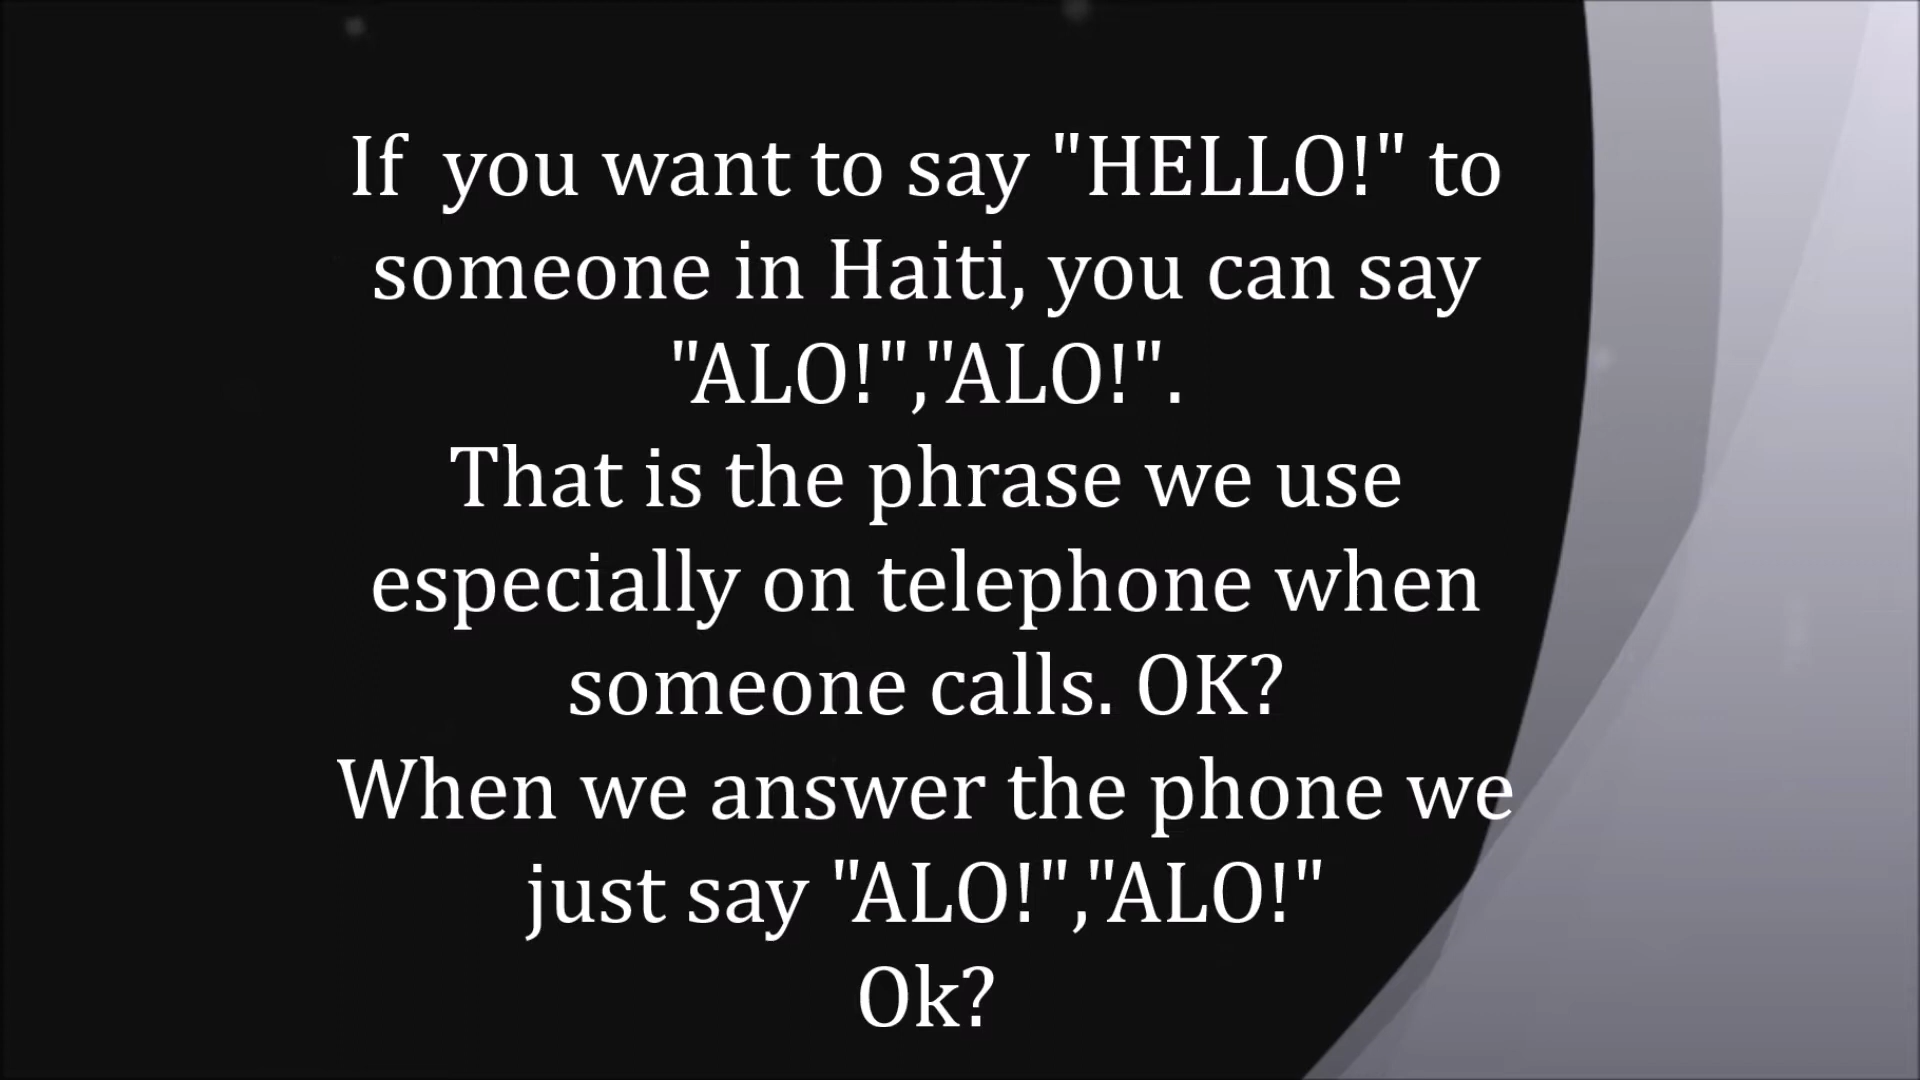 If  you want to say "HELLO!" to
someone in Haiti, you can say
"ALO!","ALO!".
That is the phrase we use
especially on telephone when
someone calls. OK?
When we answer the phone we
just say "ALO!","ALO!"
Ok?